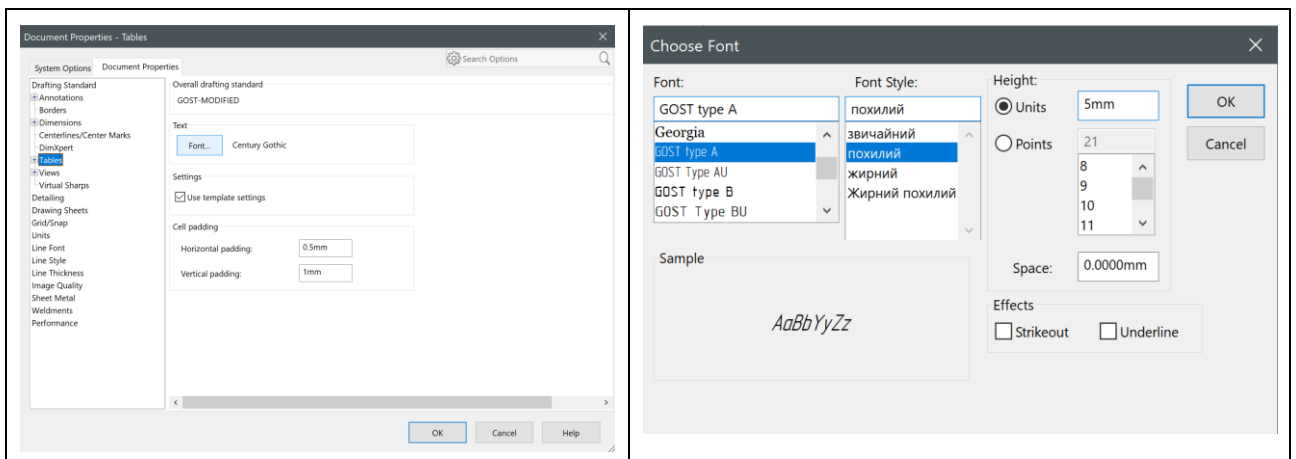 Document Properties - Tables
Search Options
System Options Document Properties
Drafting Standard
Annotations
Borders
Dimensions
Centerlines/Center Marks
DimXpert
Tables
Views
Virtual Sharps
Detailing
Drawing Sheets
Grid/Snap
Units
Line Font
Line Style
Line Thickness
Image Quality
Sheet Metal
Weldments
Performance
Overall drafting standard
GOST-MODIFIED
Text
Font... Century Gothic
Settings
Use template settings
Cell padding
Horizontal padding: 0.5mm
Vertical padding: 1mm
OK Cancel Help
Choose Font
Font:
GOST type A
Georgia
GOST type A
GOST Type AU
GOST type B
GOST Type BU
Font Style:
похилий
звичайний
похилий
жирний
Жирний похилий
Height:
Units 5mm
Points 21
8
9
10
11
Space: 0.0000mm
OK
Cancel
Sample
AaBbYyZz
Effects
Strikeout Underline